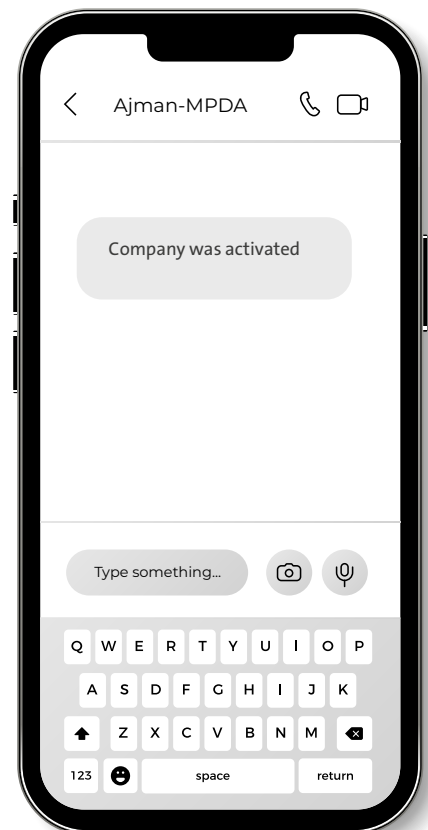 Ajman-MPDA
Company was activated
Type something...
Q W E R T Y U I O P
A S D F G H I J K
Z X C V B N M
123 space return